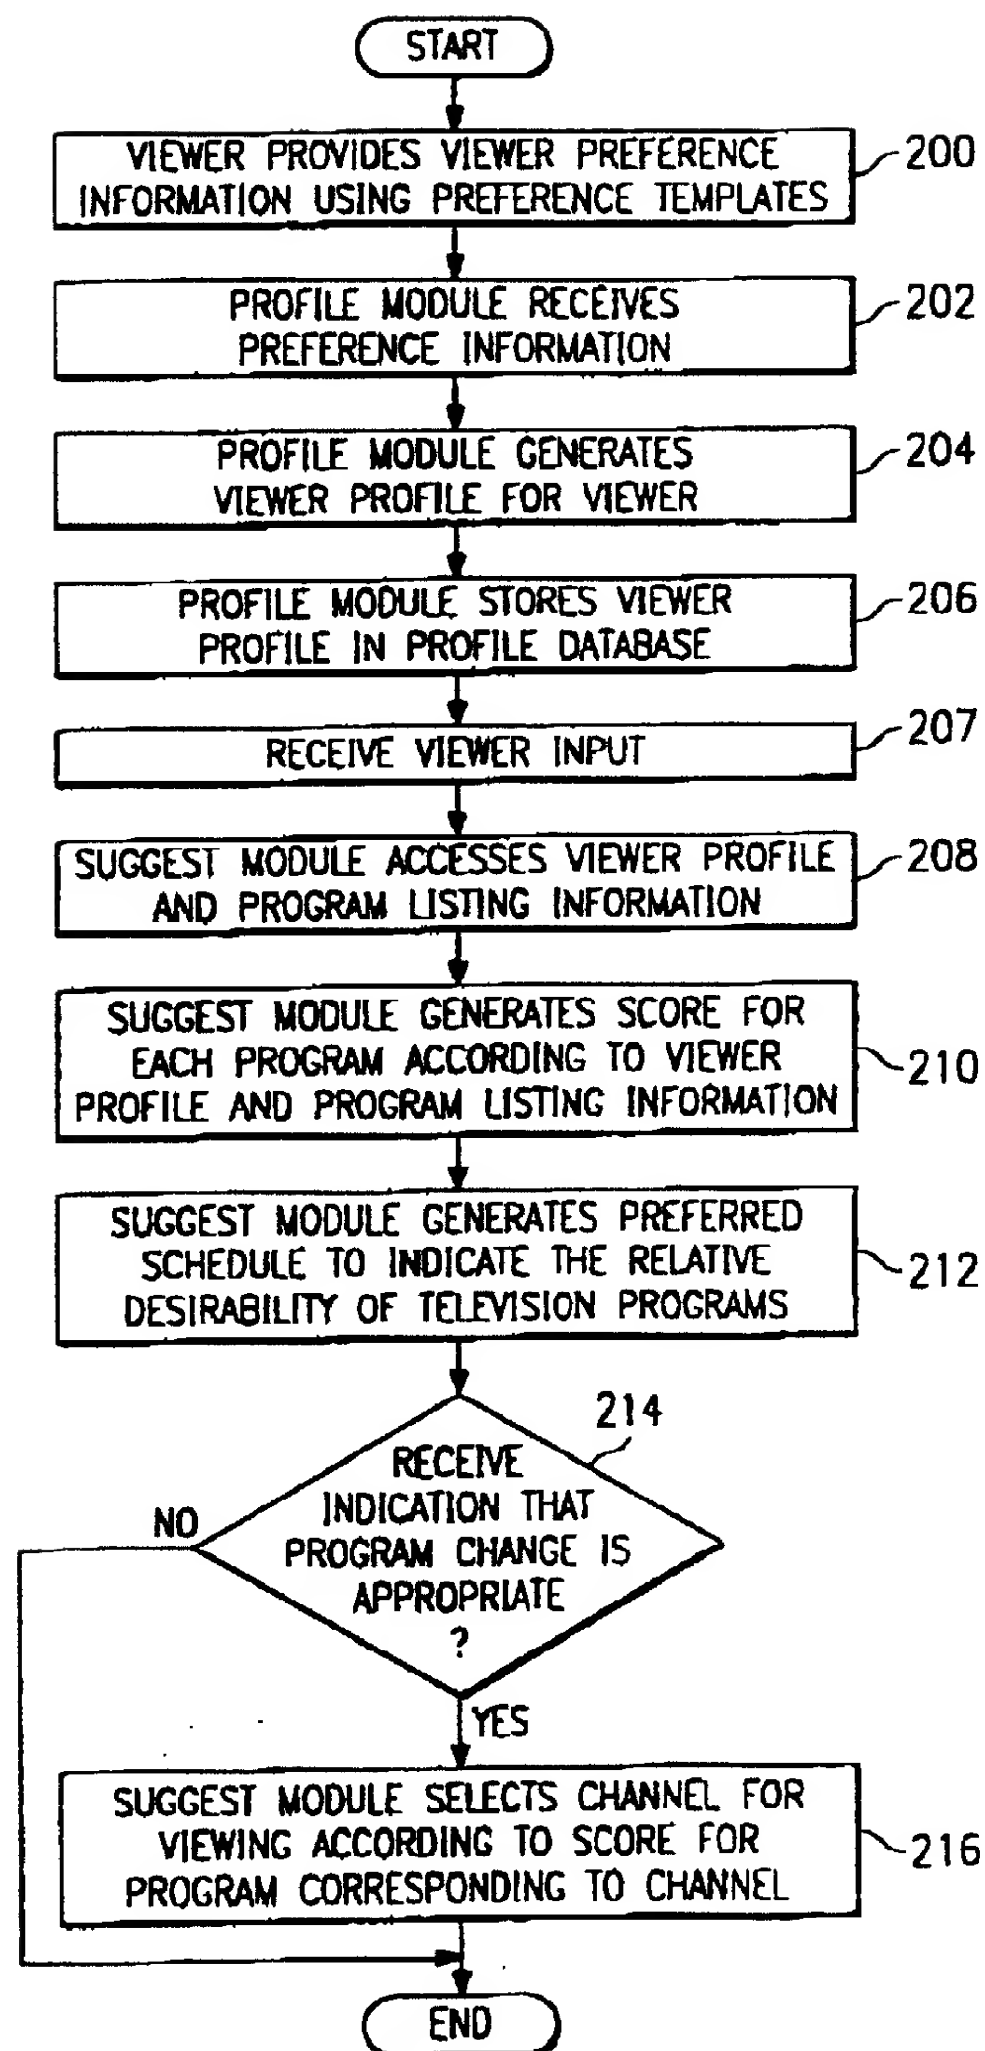 START
VIEWER PROVIDES VIEWER PREFERENCE
INFORMATION USING PREFERENCE TEMPLATES
200
PROFILE MODULE RECEIVES
PREFERENCE INFORMATION
202
PROFILE MODULE GENERATES
VIEWER PROFILE FOR VIEWER
204
PROFILE MODULE STORES VIEWER
PROFILE IN PROFILE DATABASE
206
RECEIVE VIEWER INPUT
207
SUGGEST MODULE ACCESSES VIEWER PROFILE
AND PROGRAM LISTING INFORMATION
208
SUGGEST MODULE GENERATES SCORE FOR
EACH PROGRAM ACCORDING TO VIEWER
PROFILE AND PROGRAM LISTING INFORMATION
210
SUGGEST MODULE GENERATES PREFERRED
SCHEDULE TO INDICATE THE RELATIVE
DESIRABILITY OF TELEVISION PROGRAMS
212
214
RECEIVE
INDICATION THAT
PROGRAM CHANGE IS
APPROPRIATE
?
NO
YES
SUGGEST MODULE SELECTS CHANNEL FOR
VIEWING ACCORDING TO SCORE FOR
PROGRAM CORRESPONDING TO CHANNEL
216
END